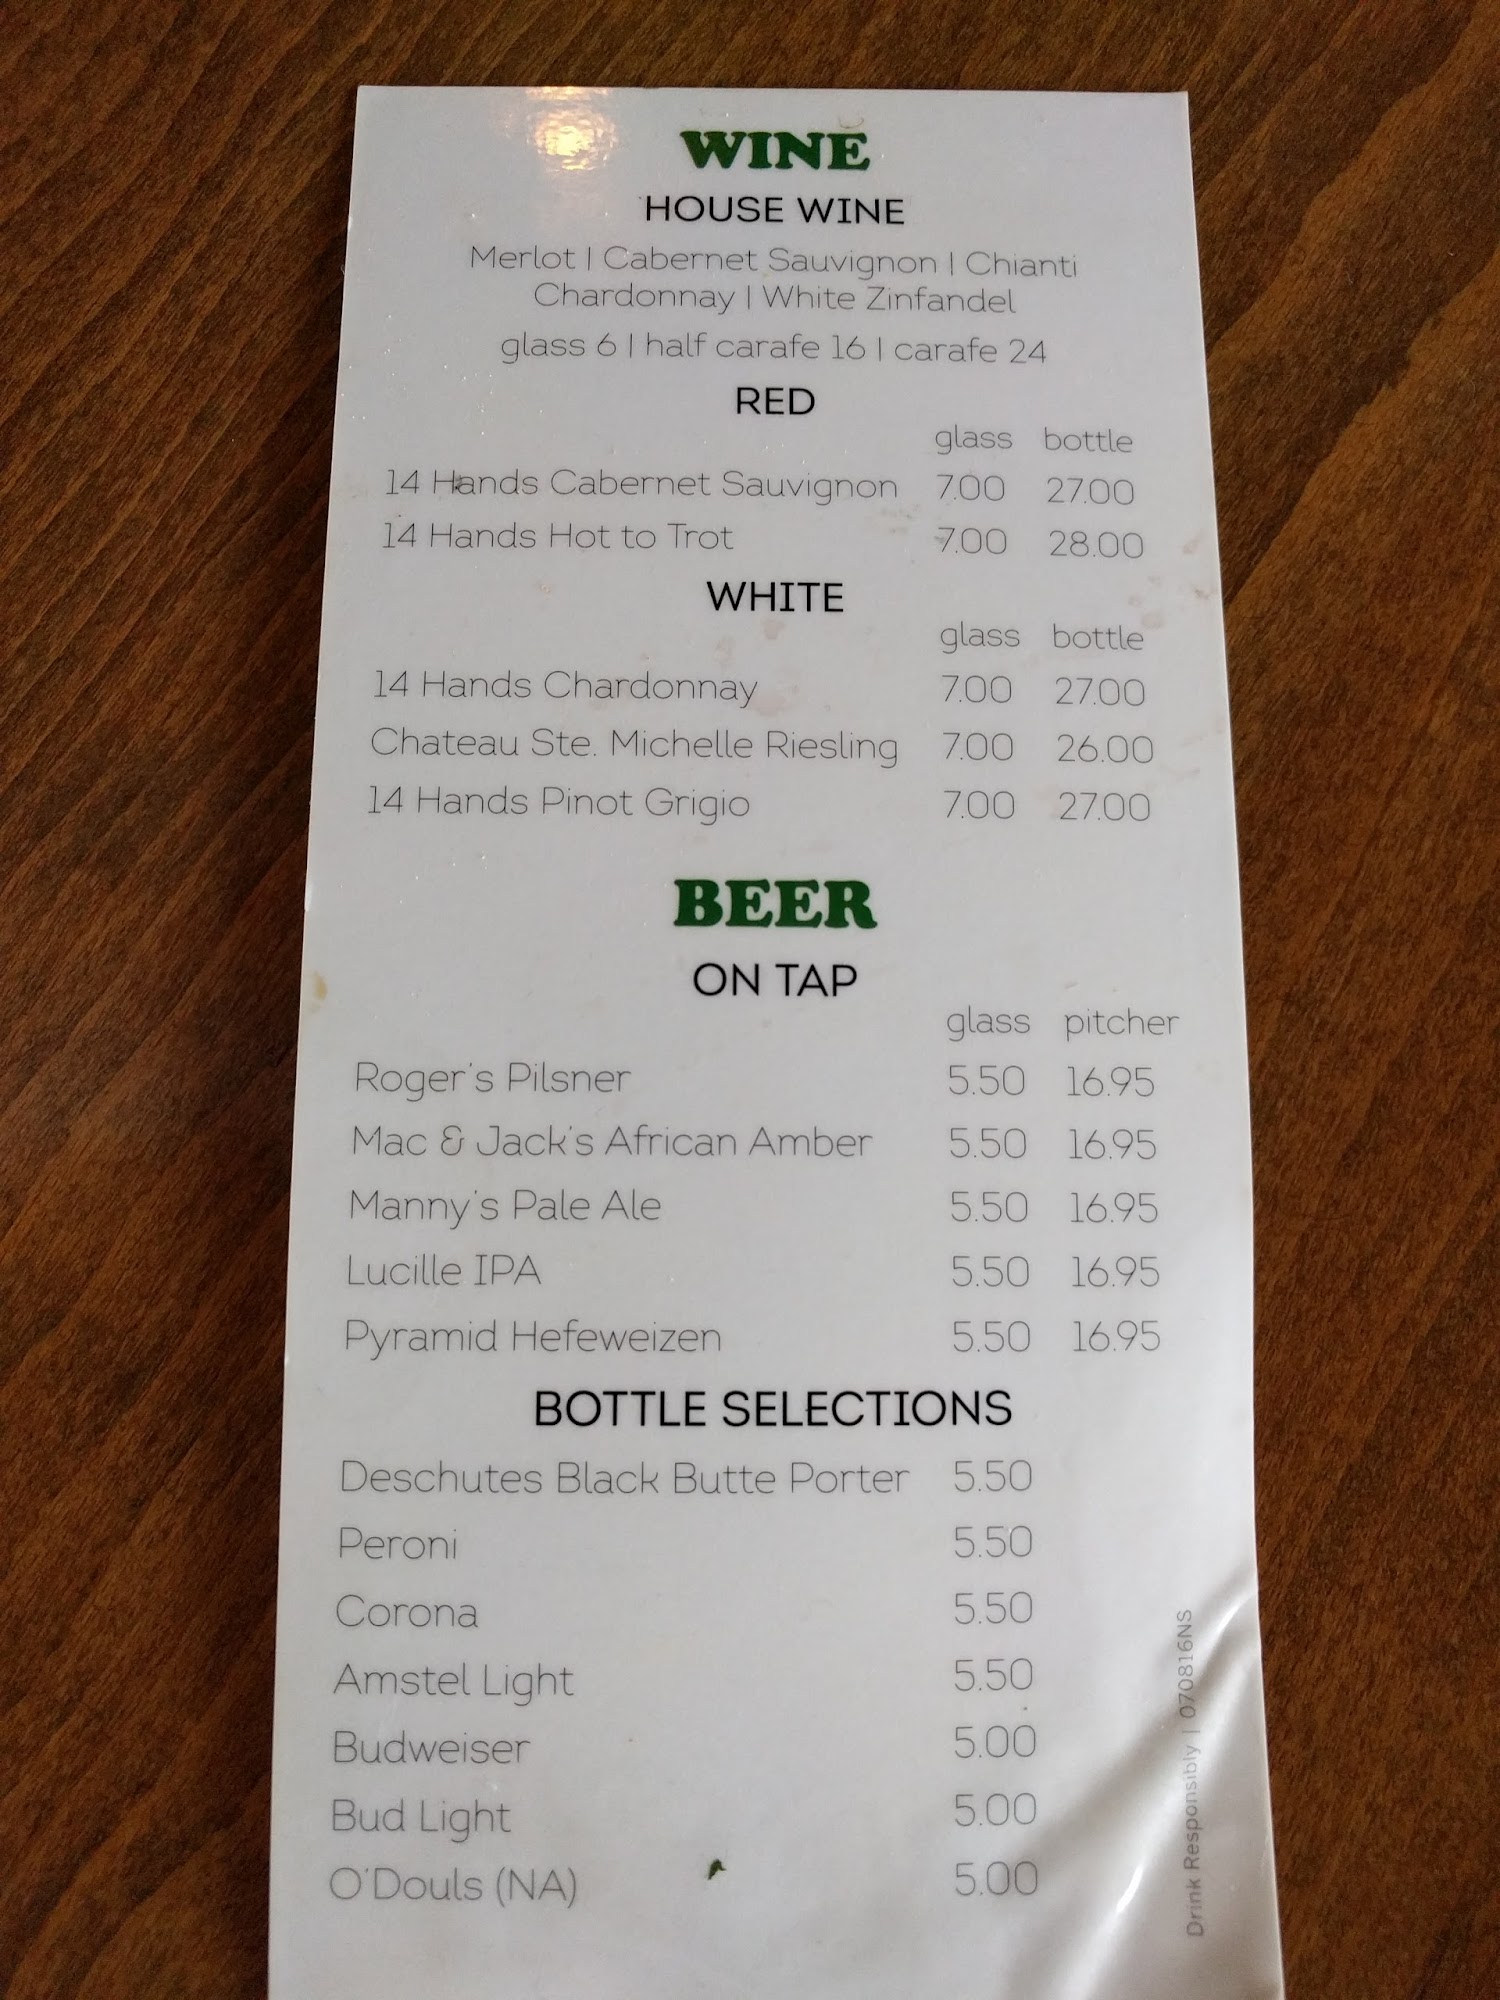 WINE
HOUSE WINE
Merlot | Cabernet Sauvignon | Chianti
Chardonnay | White Zinfandel
glass 6 | half carafe 16 | carafe 24
RED
glass bottle
14 Hands Cabernet Sauvignon 7.00 27.00
14 Hands Hot to Trot 7.00 28.00
WHITE
glass bottle
14 Hands Chardonnay 7.00 27.00
Chateau Ste. Michelle Riesling 7.00 26.00
14 Hands Pinot Grigio 7.00 27.00
BEER
ON TAP
glass pitcher
Roger's Pilsner 5.50 16.95
Mac & Jack's African Amber 5.50 16.95
Manny's Pale Ale 5.50 16.95
Lucille IPA 5.50 16.95
Pyramid Hefeweizen 5.50 16.95
BOTTLE SELECTIONS
Deschutes Black Butte Porter 5.50
Peroni 5.50
Corona 5.50
Amstel Light 5.50
Budweiser 5.00
Bud Light 5.00
O'Douls (NA) 5.00
Drink Responsibly | 070816NS